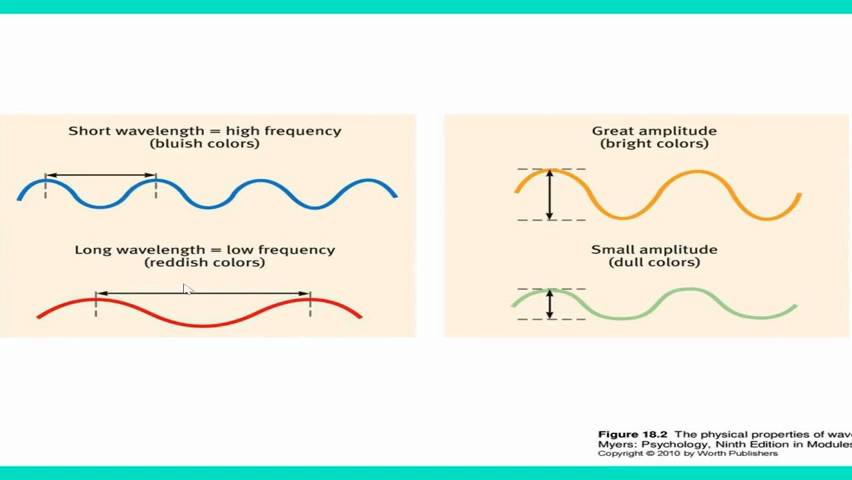 Short wavelength = high frequency
(bluish colors)
Long wavelength = low frequency
(reddish colors)
Great amplitude
(bright colors)
Small amplitude
(dull colors)
Figure 18.2 The physical properties of wav
Myers: Psychology, Ninth Edition in Modules
Copyright © 2010 by Worth Publishers